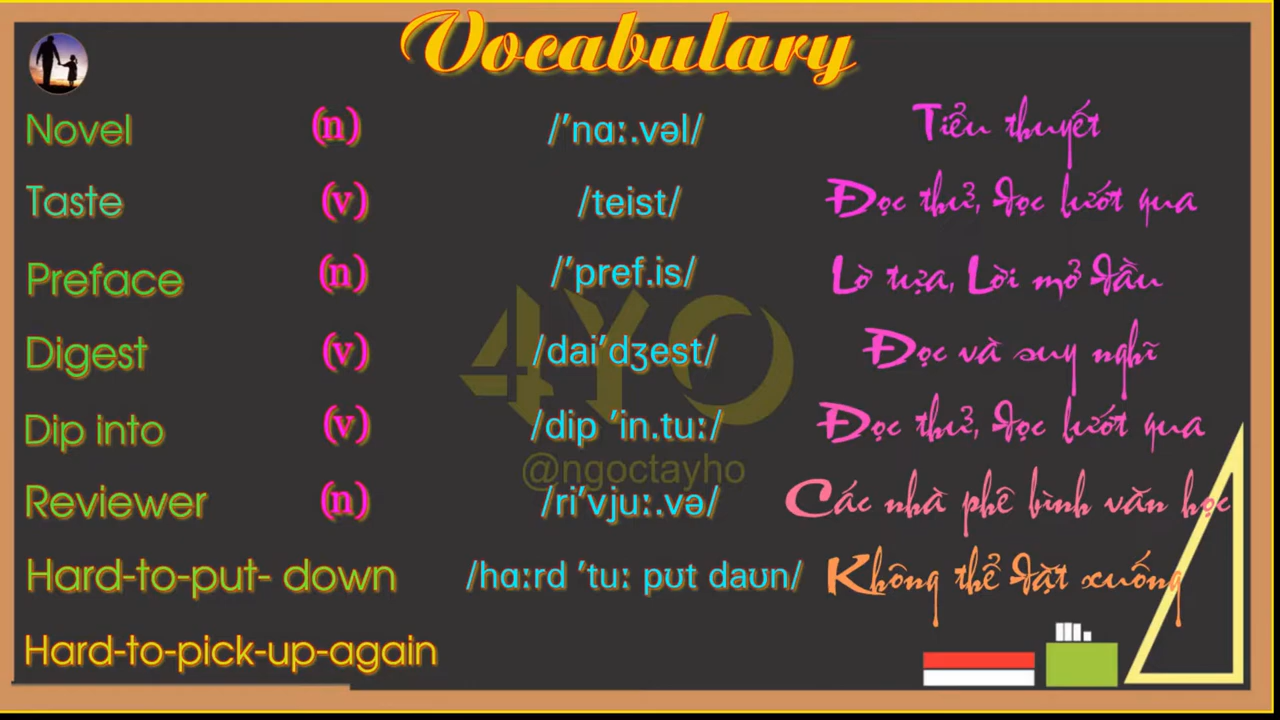 Vocabulary
Novel (n) /ˈnɑː.vəl/ Tiểu thuyết
Taste (v) /teist/ Đọc thử, đọc lướt qua
Preface (n) /ˈpref.is/ Lờ tựa, Lời mở đầu
Digest (v) /daiˈdʒest/ Đọc và suy nghĩ
Dip into (v) /dip ˈin.tuː/ Đọc thử, đọc lướt qua
Reviewer (n) /riˈvjuː.və/ Các nhà phê bình văn học
Hard-to-put- down /hɑːrd ˈtuː pʊt daʊn/ Không thể đặt xuống
Hard-to-pick-up-again
4YO
@ngoctayho